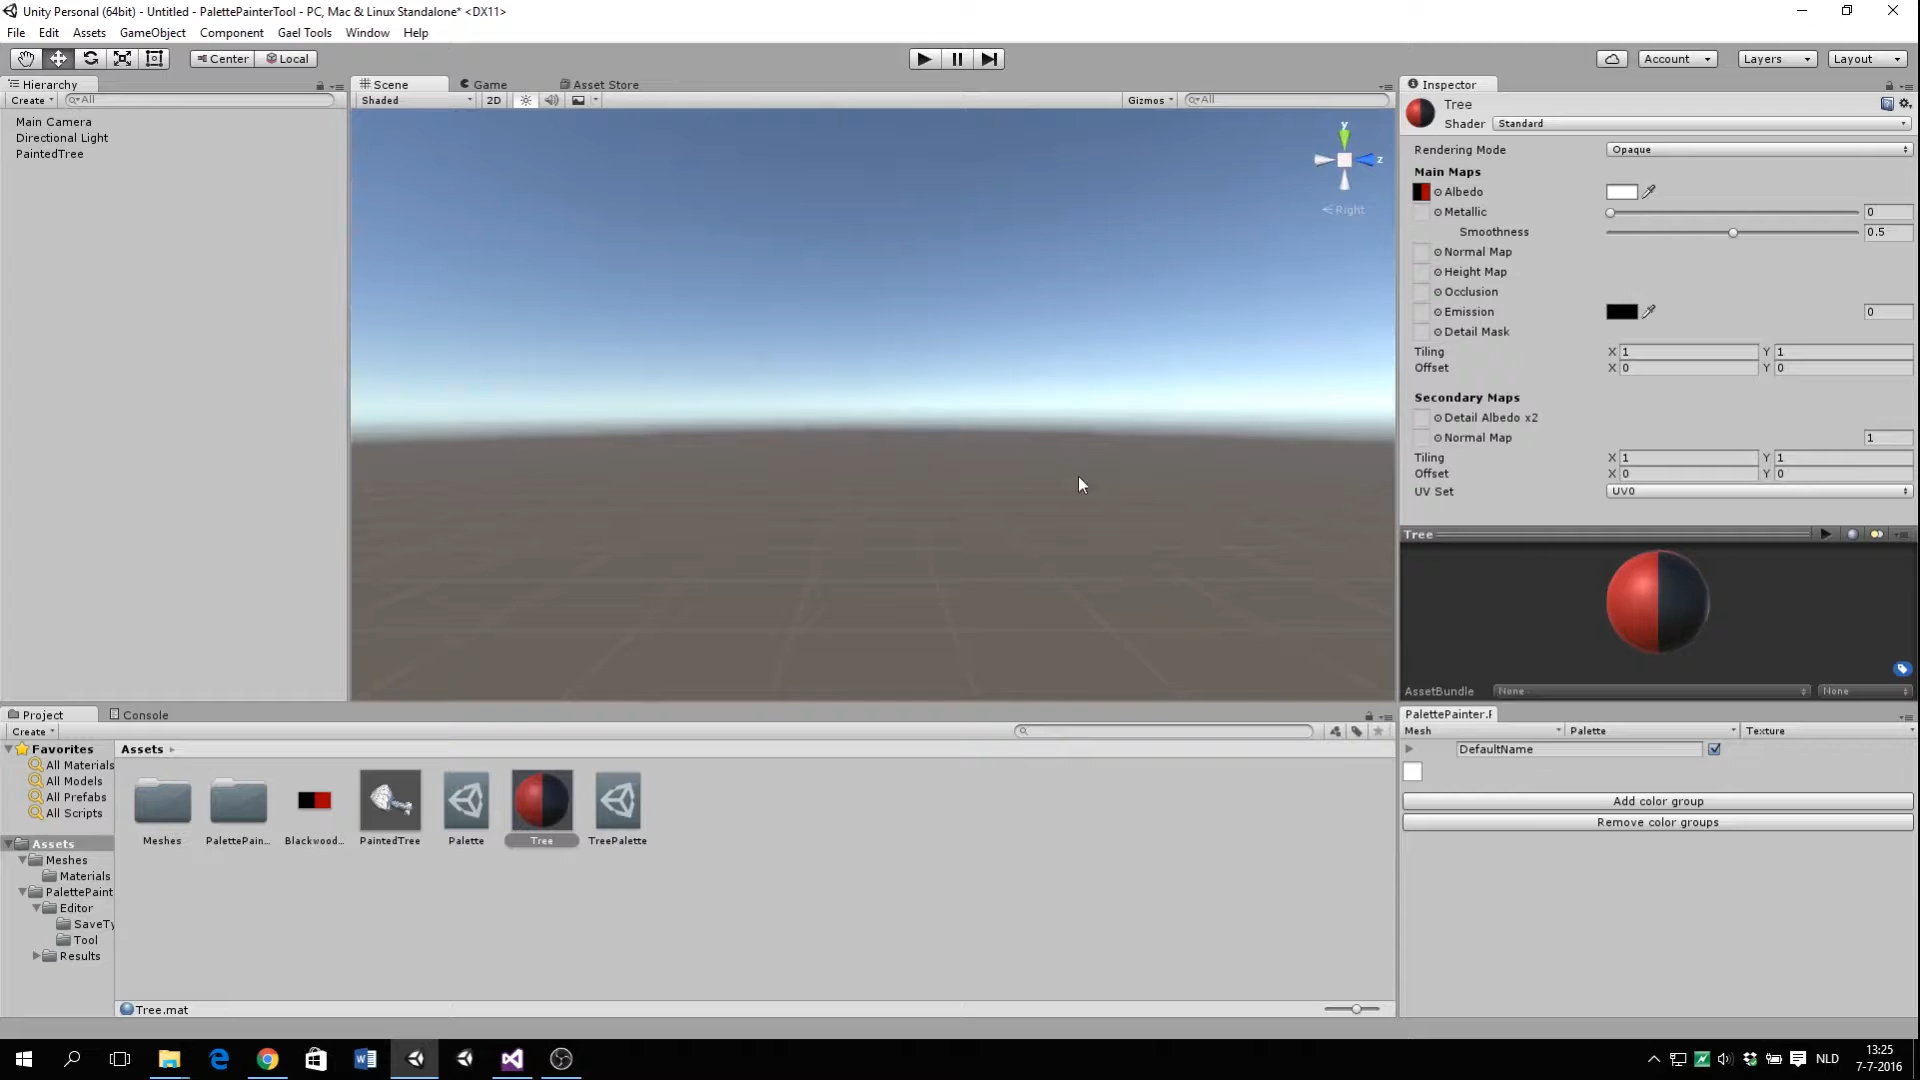 Unity Personal (64bit) - Untitled - PalettePainterTool - PC, Mac & Linux Standalone* <DX11>
File Edit Assets GameObject Component Gael Tools Window Help
Center Local
Account Layers Layout
Hierarchy
Create All
Main Camera
Directional Light
PaintedTree
Scene Game Asset Store
Shaded 2D Gizmos All
y
z
Right
Inspector
Tree
Shader Standard
Rendering Mode Opaque
Main Maps
Albedo
Metallic 0
Smoothness 0.5
Normal Map
Height Map
Occlusion
Emission 0
Detail Mask
Tiling X 1 Y 1
Offset X 0 Y 0
Secondary Maps
Detail Albedo x2
Normal Map 1
Tiling X 1 Y 1
Offset X 0 Y 0
UV Set UV0
Tree
AssetBundle None None
PalettePainter.F
Mesh Palette Texture
DefaultName
Add color group
Remove color groups
Project Console
Create
Favorites
All Materials
All Models
All Prefabs
All Scripts
Assets
Meshes
Materials
PalettePaint
Editor
SaveTy
Tool
Results
Assets
Meshes PalettePain... Blackwood... PaintedTree Palette Tree TreePalette
Tree.mat
NLD
13:25
7-7-2016